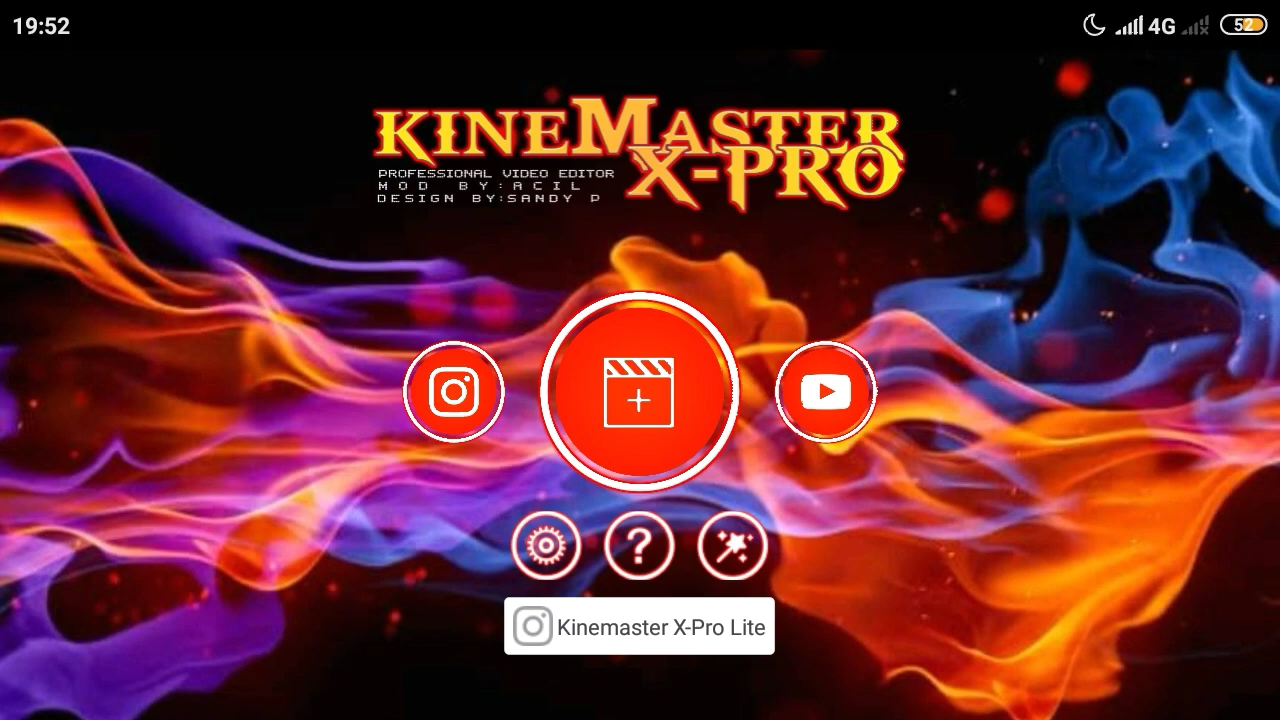 19:52
4G
52
KINEMASTER
X-PRO
PROFESSIONAL VIDEO EDITOR
MOD BY:ACIL
DESIGN BY:SANDY P
Kinemaster X-Pro Lite